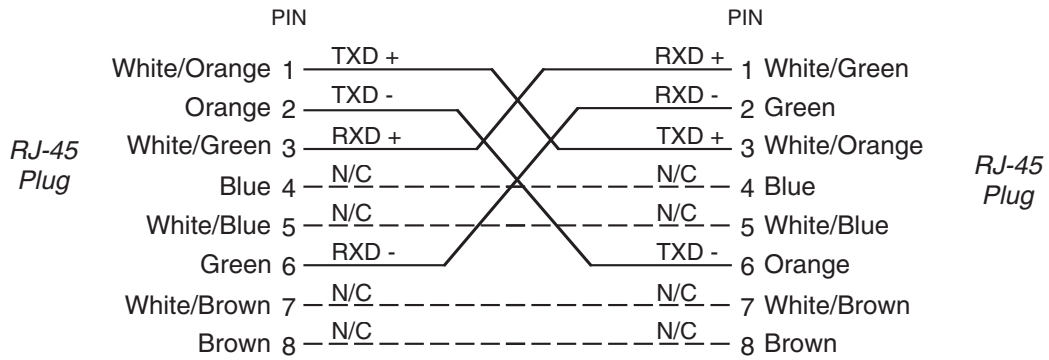 PIN PIN
White/Orange 1 TXD + RXD + 1 White/Green
Orange 2 TXD - RXD - 2 Green
White/Green 3 RXD + TXD + 3 White/Orange
RJ-45 Plug
Blue 4 N/C N/C 4 Blue
RJ-45 Plug
White/Blue 5 N/C N/C 5 White/Blue
Green 6 RXD - TXD - 6 Orange
White/Brown 7 N/C N/C 7 White/Brown
Brown 8 N/C N/C 8 Brown